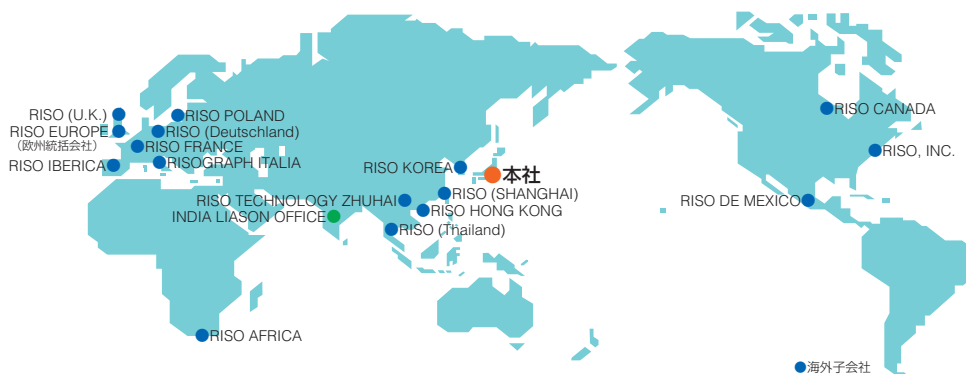 RISO (U.K.)
RISO EUROPE
（欧州統括会社）
RISO IBERICA
RISO POLAND
RISO (Deutschland)
RISO FRANCE
RISOGRAPH ITALIA
RISO KOREA
本社
RISO TECHNOLOGY ZHUHAI
RISO (SHANGHAI)
INDIA LIASON OFFICE
RISO HONG KONG
RISO (Thailand)
RISO AFRICA
RISO CANADA
RISO, INC.
RISO DE MEXICO
海外子会社